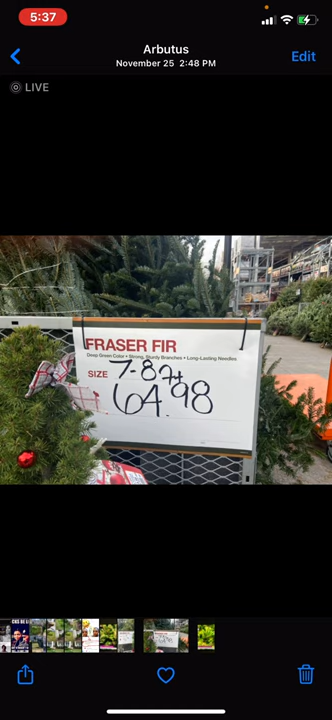 5:37
Arbutus
November 25 2:48 PM
Edit
LIVE
FRASER FIR
Deep Green Color • Strong, Sturdy Branches • Long-Lasting Needles
SIZE 7-8ft
64.98